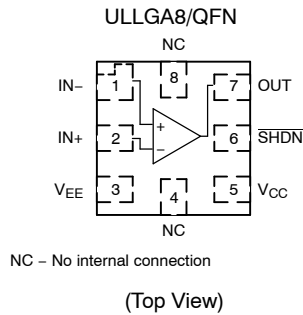 ULLGA8/QFN
NC
IN− 1 8 7 OUT
+
IN+ 2 6 SHDN
−
VEE 3 4 5 VCC
NC
NC − No internal connection
(Top View)